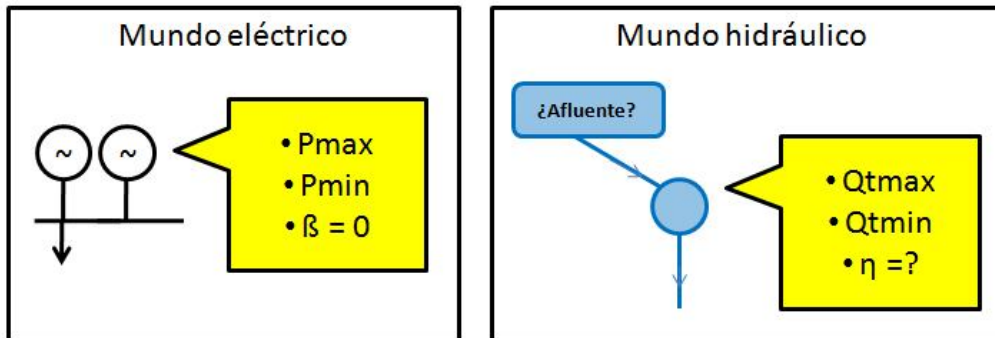 Mundo eléctrico
~ ~
• Pmax
• Pmin
• ß = 0
Mundo hidráulico
¿Afluente?
• Qtmax
• Qtmin
• η =?